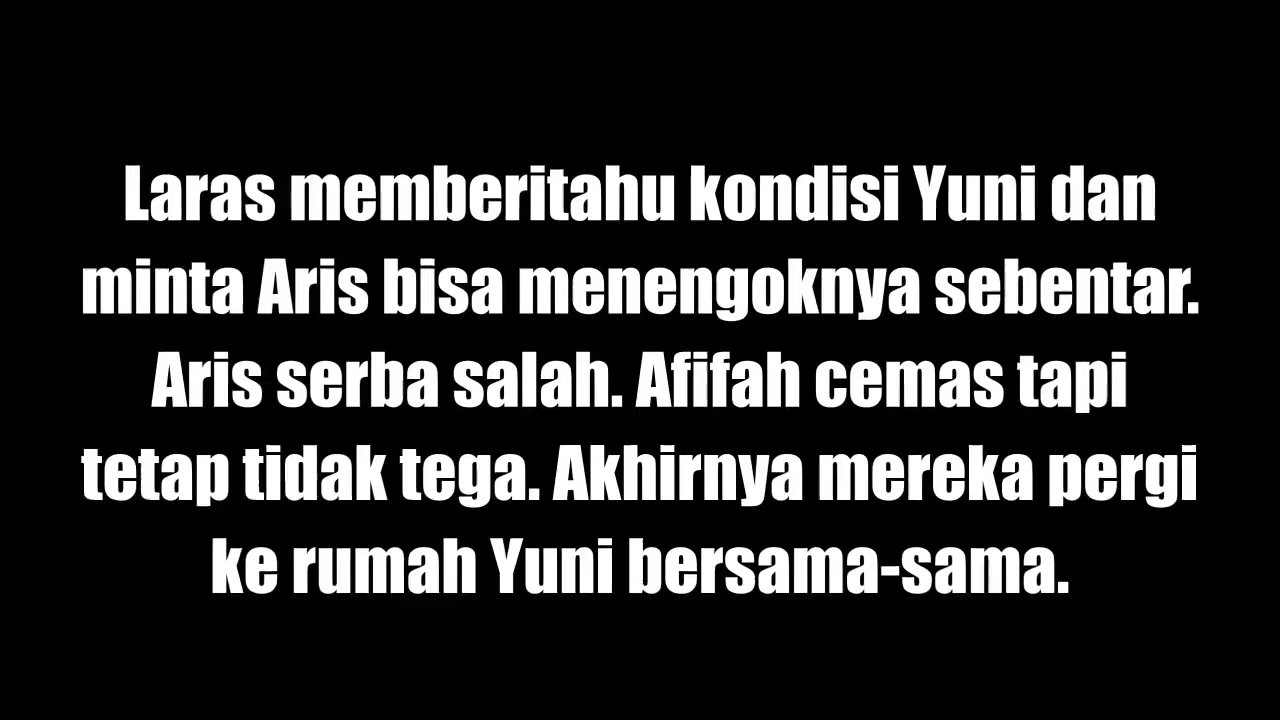 Laras memberitahu kondisi Yuni dan
minta Aris bisa menengoknya sebentar.
Aris serba salah. Afifah cemas tapi
tetap tidak tega. Akhirnya mereka pergi
ke rumah Yuni bersama-sama.